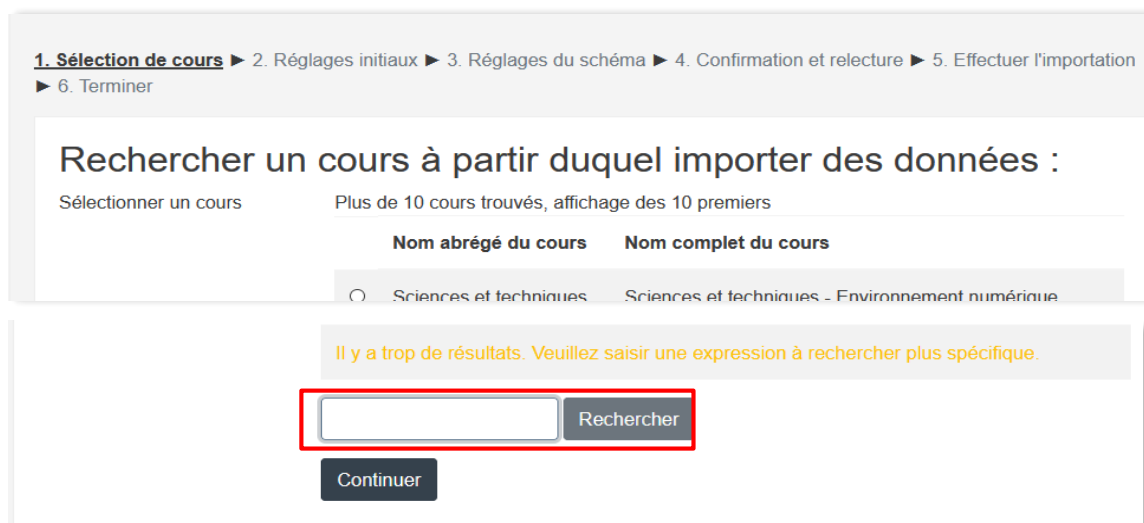 1. Sélection de cours ► 2. Réglages initiaux ► 3. Réglages du schéma ► 4. Confirmation et relecture ► 5. Effectuer l'importation
► 6. Terminer
Rechercher un cours à partir duquel importer des données :
Sélectionner un cours Plus de 10 cours trouvés, affichage des 10 premiers
Nom abrégé du cours Nom complet du cours
Sciences et techniques Sciences et techniques - Environnement numérique
Il y a trop de résultats. Veuillez saisir une expression à rechercher plus spécifique.
Rechercher
Continuer